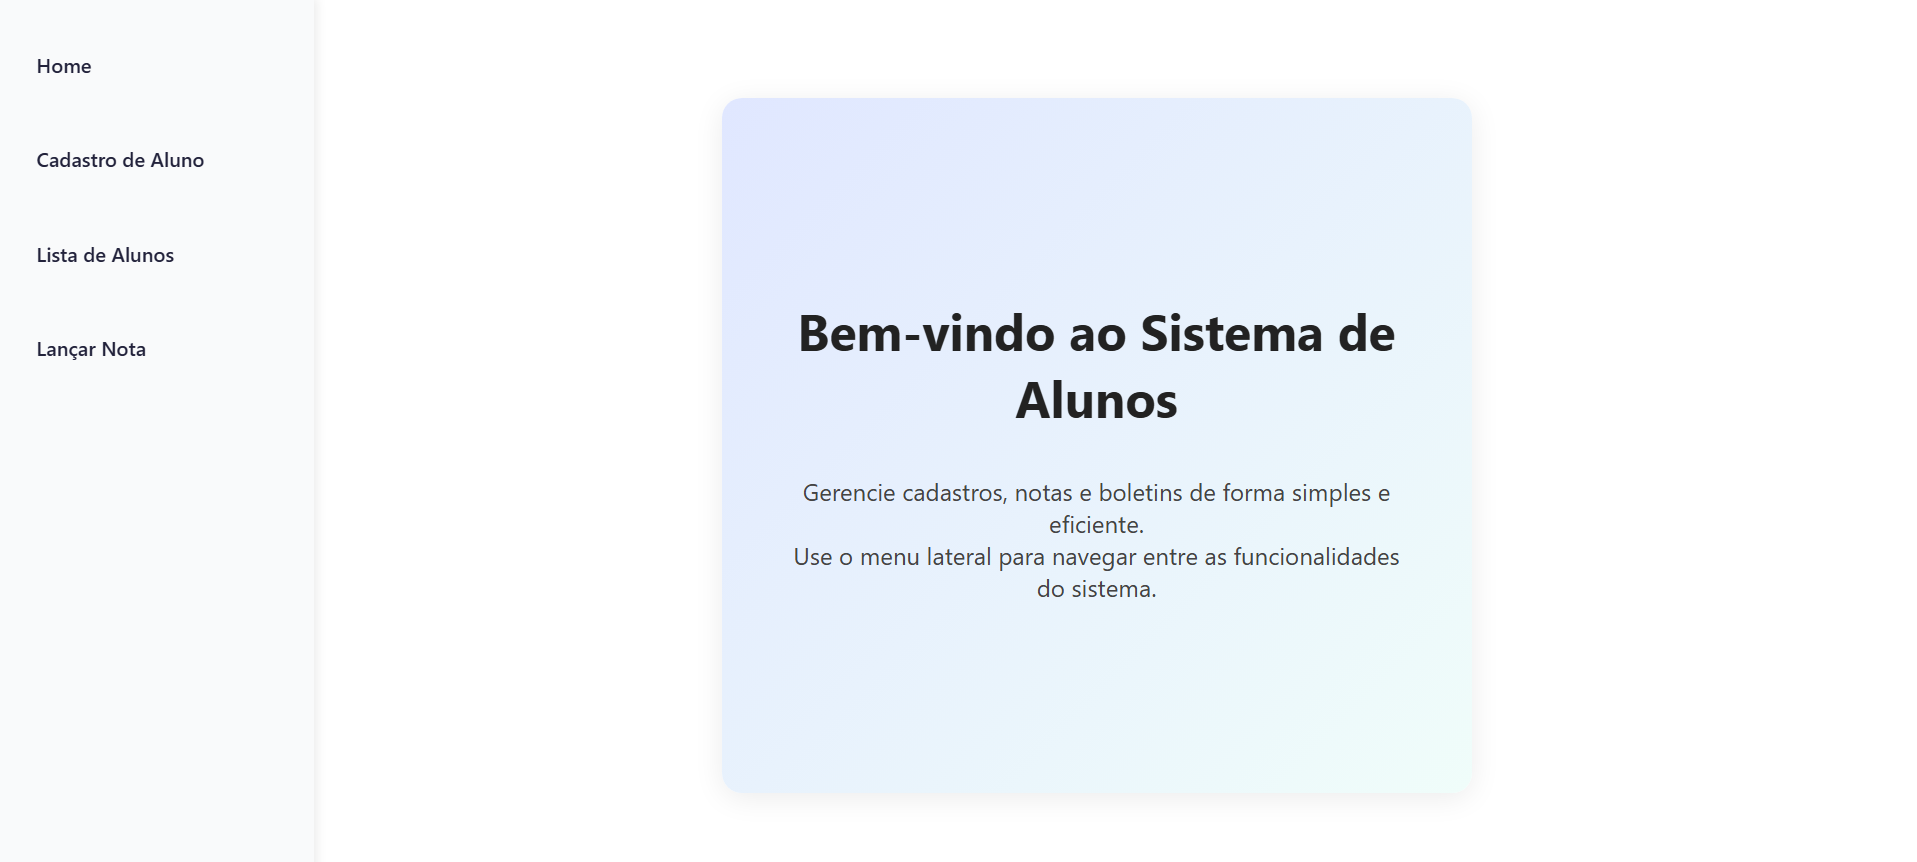 Home
Cadastro de Aluno
Lista de Alunos
Lançar Nota
Bem-vindo ao Sistema de
Alunos
Gerencie cadastros, notas e boletins de forma simples e
eficiente.
Use o menu lateral para navegar entre as funcionalidades
do sistema.